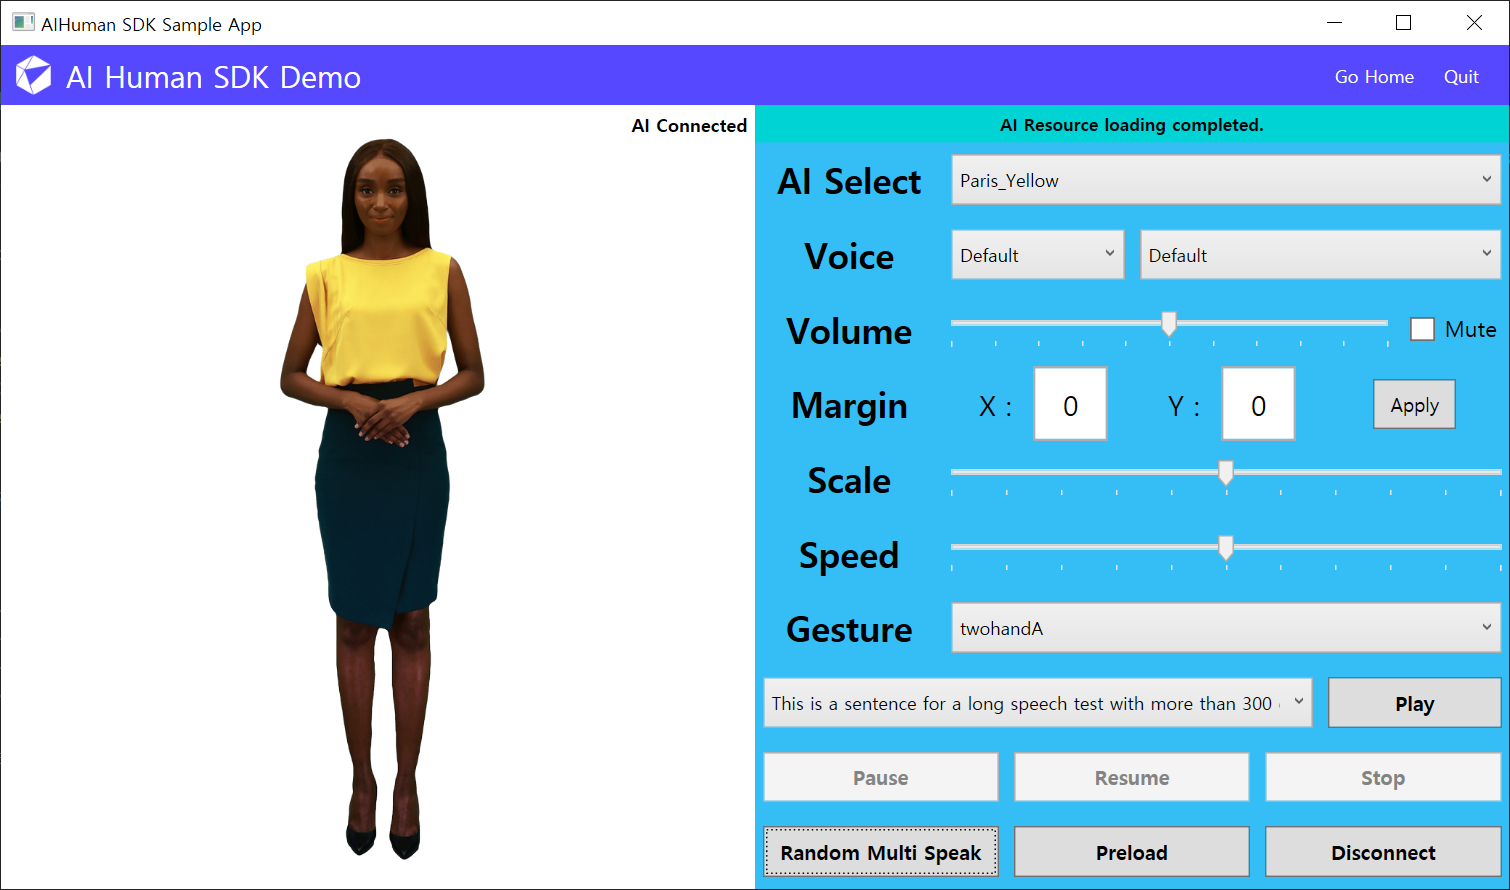 AIHuman SDK Sample App
AI Human SDK Demo
Go Home
Quit
AI Connected
AI Resource loading completed.
AI Select
Paris_Yellow
Voice
Default
Default
Volume
Mute
Margin
X :
0
Y :
0
Apply
Scale
Speed
Gesture
twohandA
This is a sentence for a long speech test with more than 300
Play
Pause
Resume
Stop
Random Multi Speak
Preload
Disconnect